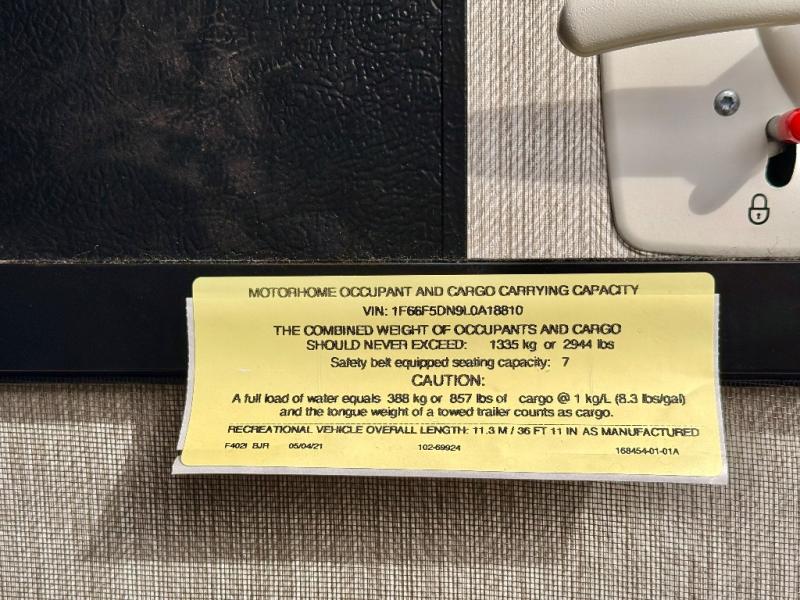 MOTORHOME OCCUPANT AND CARGO CARRYING CAPACITY
VIN: 1F66F5DN9L0A18810
THE COMBINED WEIGHT OF OCCUPANTS AND CARGO
SHOULD NEVER EXCEED: 1335 kg or 2944 lbs
Safety belt equipped seating capacity: 7
CAUTION:
A full load of water equals 388 kg or 857 lbs of cargo @ 1 kg/L (8.3 lbs/gal)
and the tongue weight of a towed trailer counts as cargo.
RECREATIONAL VEHICLE OVERALL LENGTH: 11.3 M / 36 FT 11 IN AS MANUFACTURED
F402I BJR 05/04/21 102-69924 168454-01-01A